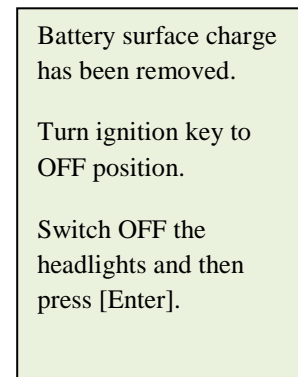 Battery surface charge
has been removed.
Turn ignition key to
OFF position.
Switch OFF the
headlights and then
press [Enter].